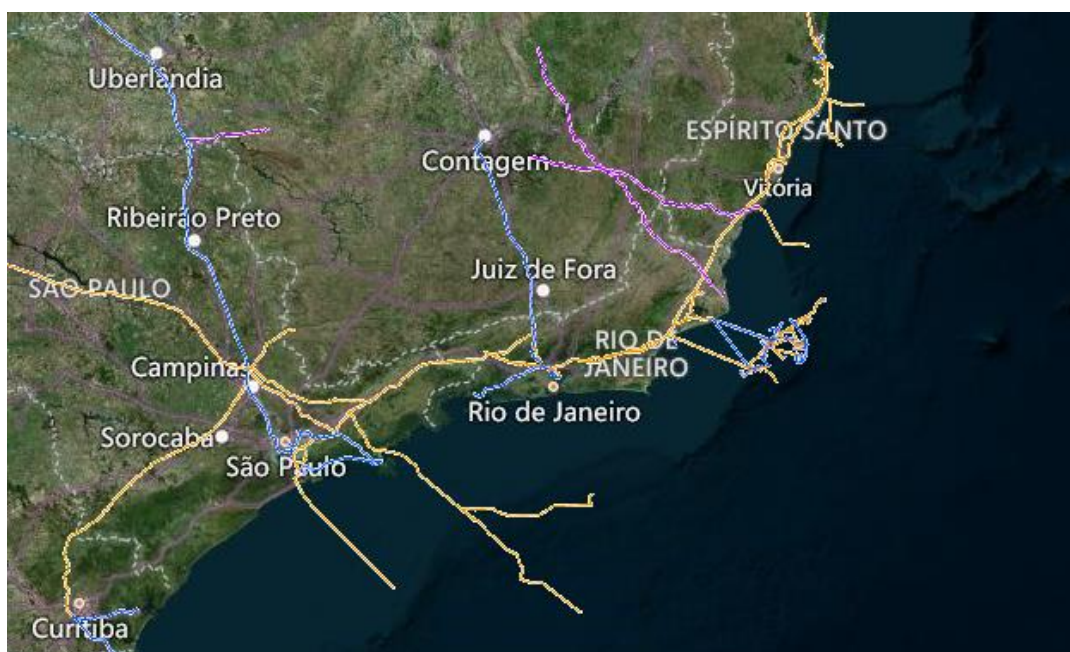 Uberlândia
ESPÍRITO SANTO
Contagem
Vitória
Ribeirão Preto
Juiz de Fora
SÃO PAULO
RIO DE
JANEIRO
Campinas
Rio de Janeiro
Sorocaba
São Paulo
Curitiba